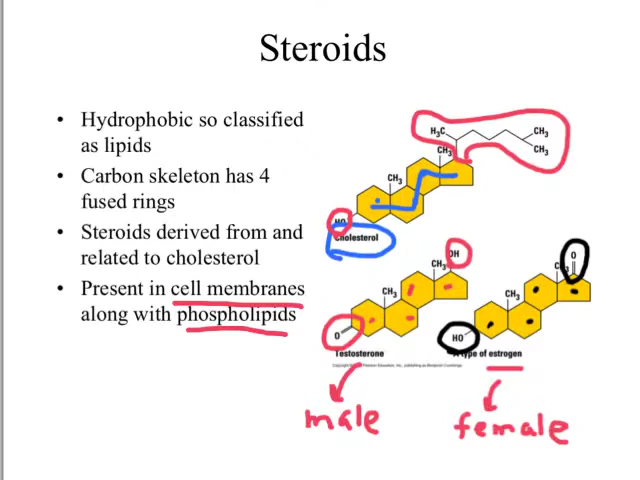 Steroids
• Hydrophobic so classified
as lipids
• Carbon skeleton has 4
fused rings
• Steroids derived from and
related to cholesterol
• Present in cell membranes
along with phospholipids
H₃C
CH₃
CH₃
CH₃
CH₃
HO
Cholesterol
OH
CH₃
CH₃
O
Testosterone
O
CH₃
HO
A type of estrogen
male
female